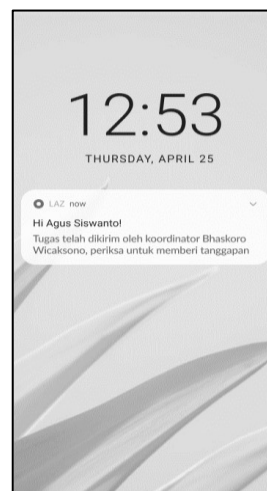 12:53
THURSDAY, APRIL 25
LAZ now
Hi Agus Siswanto!
Tugas telah dikirim oleh koordinator Bhaskoro
Wicaksono, periksa untuk memberi tanggapan